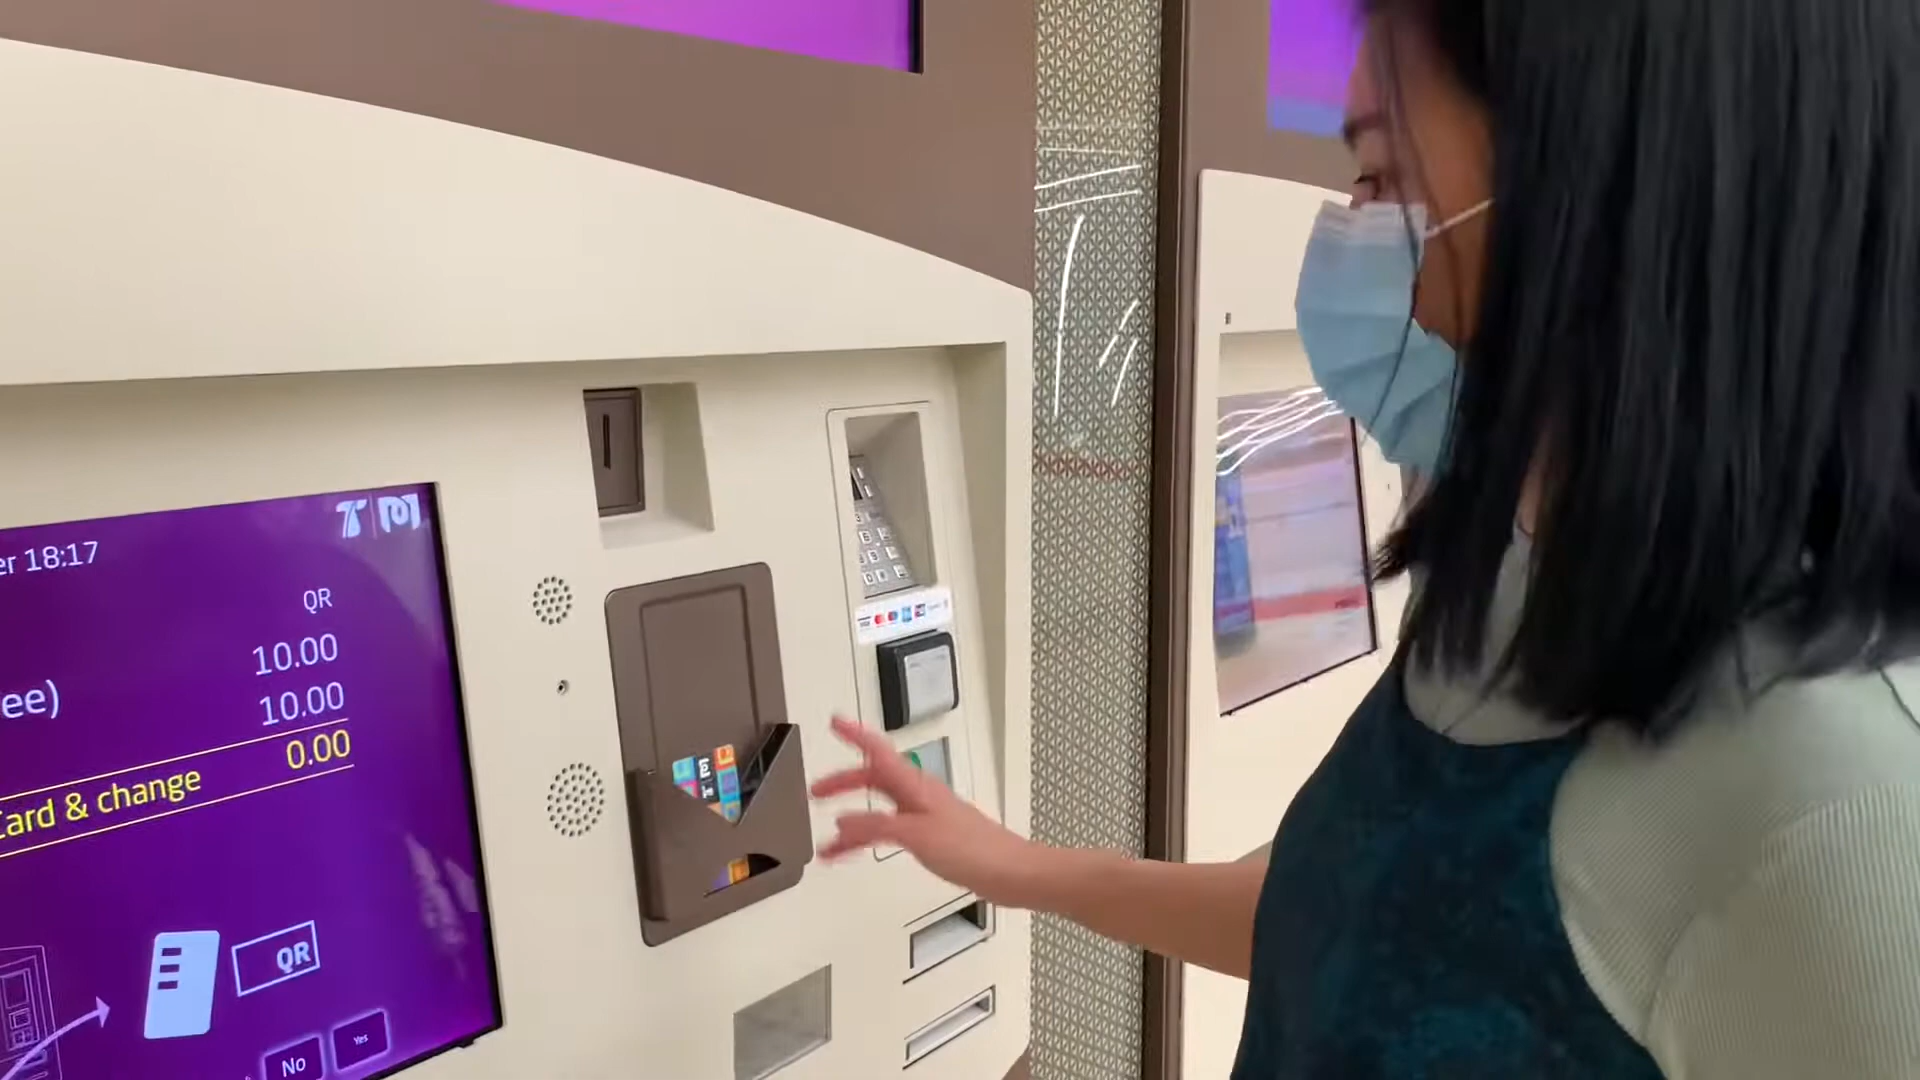 er 18:17
QR
10.00
ee) 10.00
Card & change 0.00
QR
No
Yes